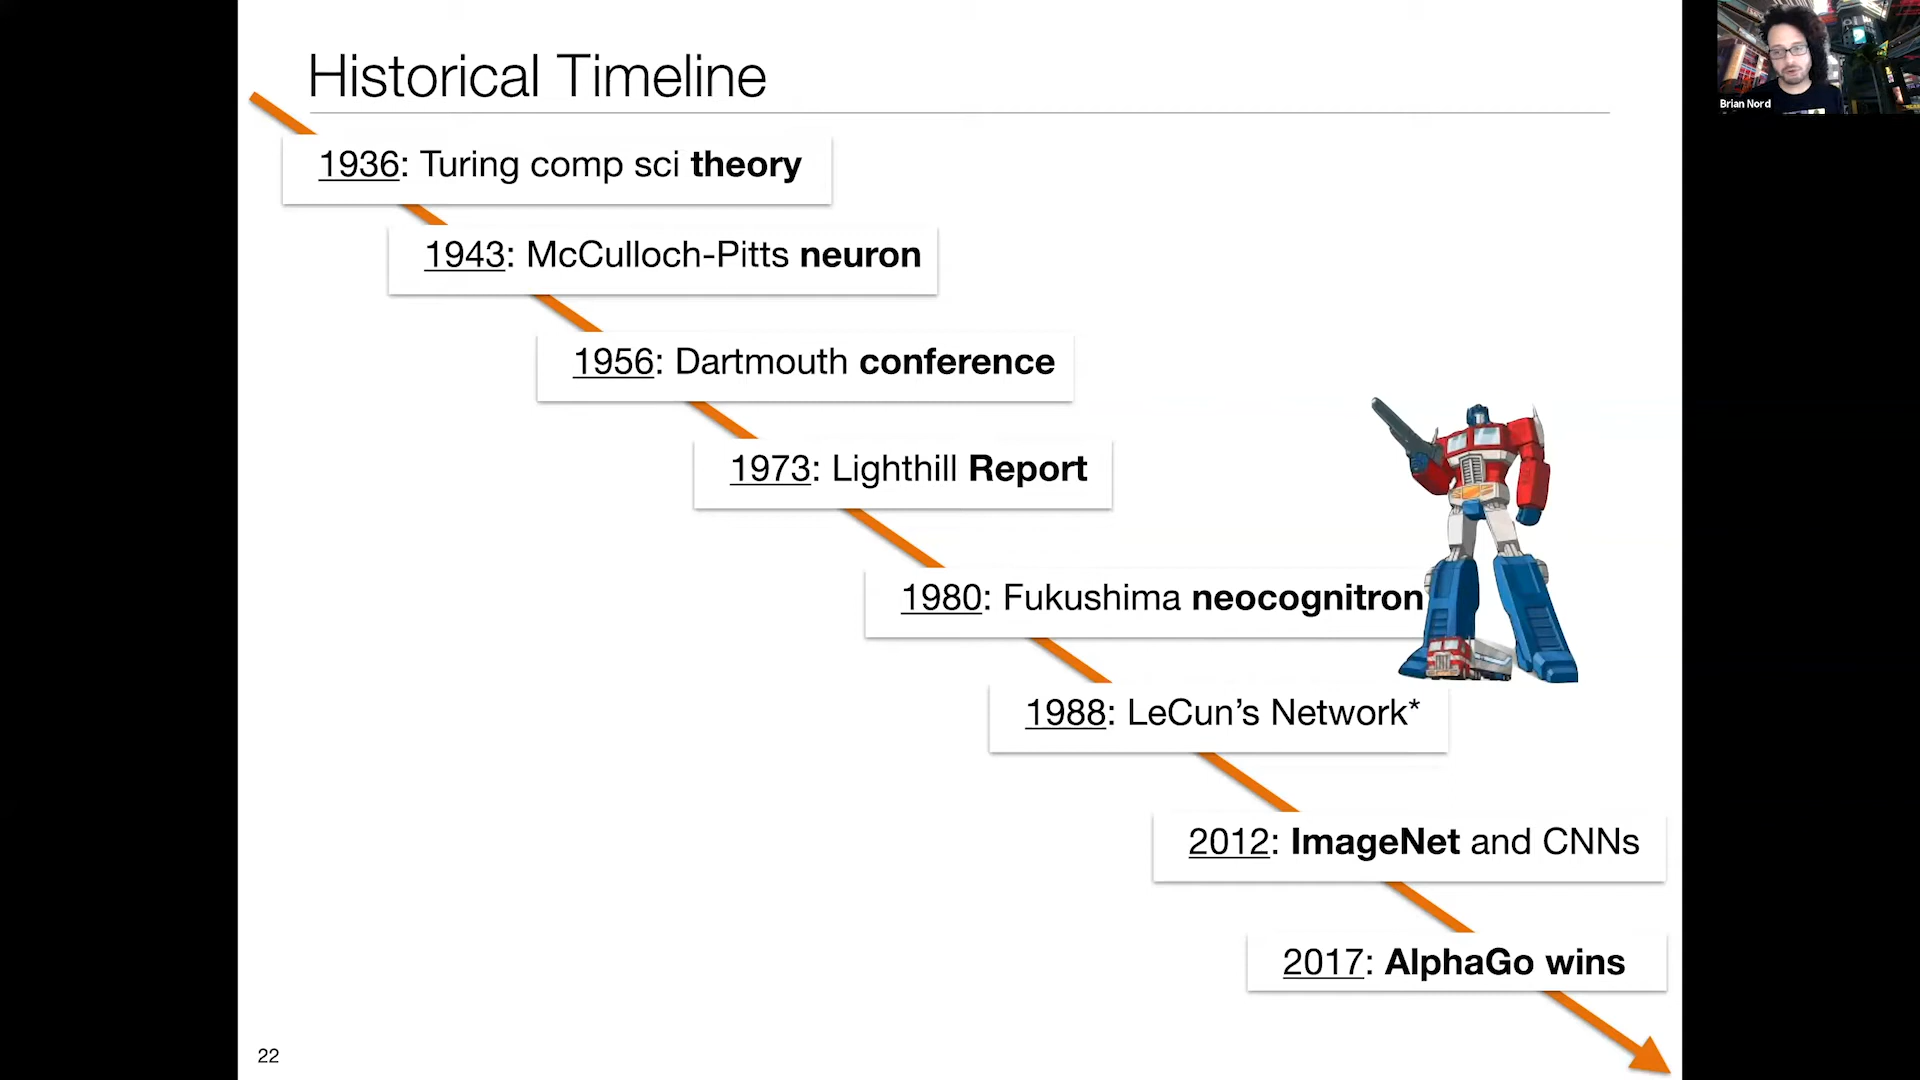 Historical Timeline
Brian Nord
1936: Turing comp sci theory
1943: McCulloch-Pitts neuron
1956: Dartmouth conference
1973: Lighthill Report
1980: Fukushima neocognitron
1988: LeCun’s Network*
2012: ImageNet and CNNs
2017: AlphaGo wins
22